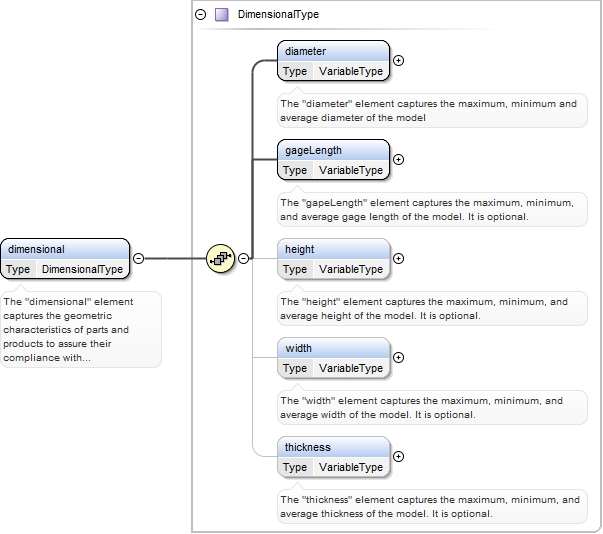 DimensionalType
diameter
Type VariableType
The "diameter" element captures the maximum, minimum and
average diameter of the model
gageLength
Type VariableType
The "gapeLength" element captures the maximum, minimum,
and average gage length of the model. It is optional.
dimensional
Type DimensionalType
The "dimensional" element
captures the geometric
characteristics of parts and
products to assure their
compliance with...
height
Type VariableType
The "height" element captures the maximum, minimum, and
average height of the model. It is optional.
width
Type VariableType
The "width" element captures the maximum, minimum, and
average width of the model. It is optional.
thickness
Type VariableType
The "thickness" element captures the maximum, minimum, and
average thickness of the model. It is optional.